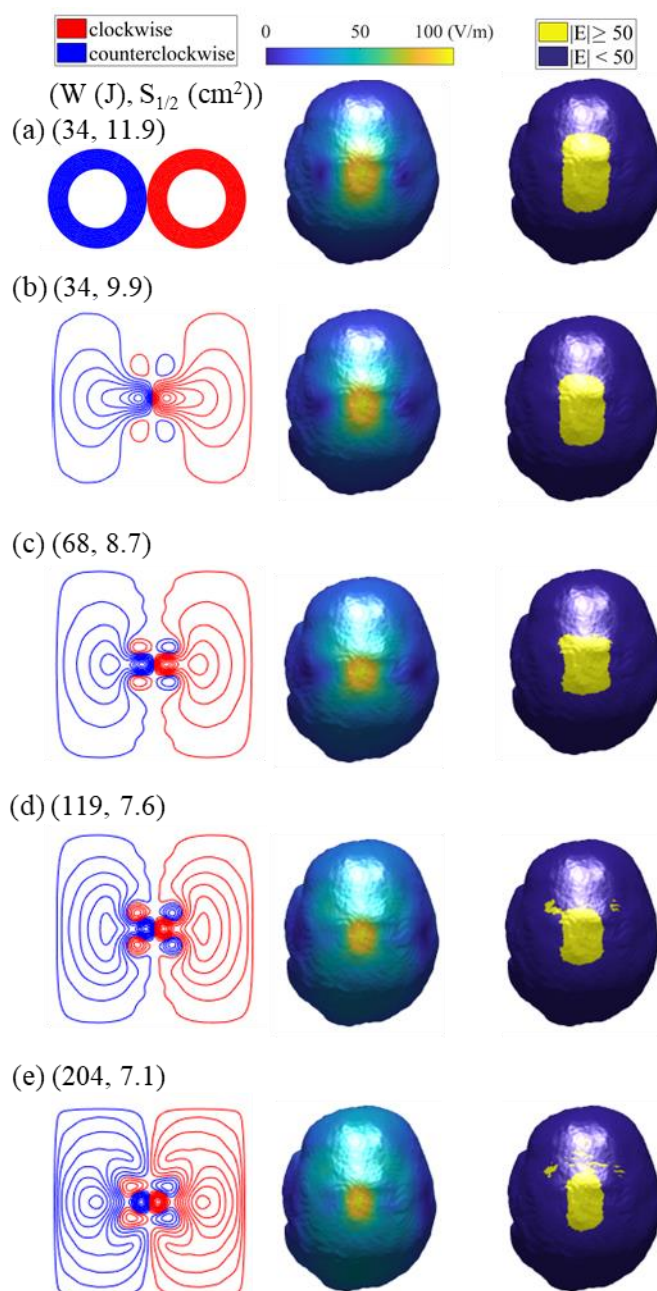 clockwise
counterclockwise
0 50 100 (V/m)
|E|≥ 50
|E| < 50
(W (J), S1/2 (cm²))
(a) (34, 11.9)
(b) (34, 9.9)
(c) (68, 8.7)
(d) (119, 7.6)
(e) (204, 7.1)